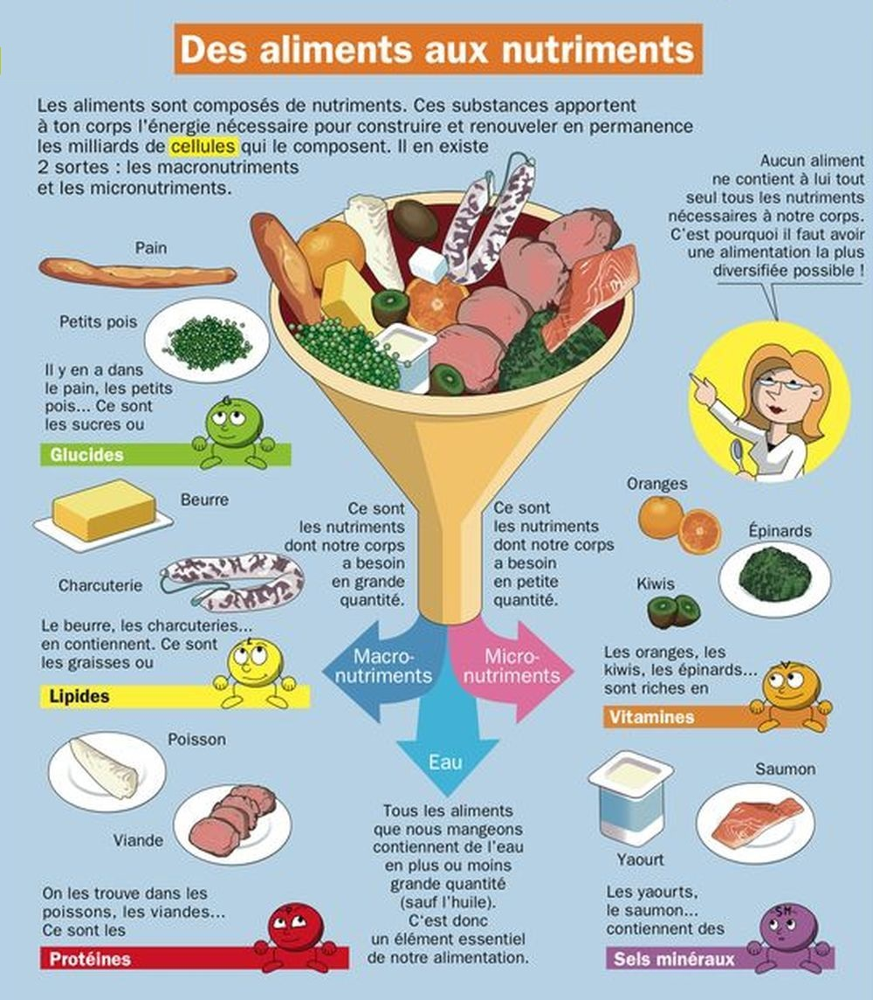 Des aliments aux nutriments
Les aliments sont composés de nutriments. Ces substances apportent
à ton corps l'énergie nécessaire pour construire et renouveler en permanence
les milliards de cellules qui le composent. Il en existe
2 sortes : les macronutriments
et les micronutriments.
Aucun aliment
ne contient à lui tout
seul tous les nutriments
nécessaires à notre corps.
C'est pourquoi il faut avoir
une alimentation la plus
diversifiée possible !
Pain
Petits pois
Il y en a dans
le pain, les petits
pois... Ce sont
les sucres ou
Glucides
Beurre
Charcuterie
Le beurre, les charcuteries...
en contiennent. Ce sont
les graisses ou
Lipides
Poisson
Viande
On les trouve dans les
poissons, les viandes...
Ce sont les
Protéines
Ce sont
les nutriments
dont notre corps
a besoin
en grande
quantité.
Macro-
nutriments
Ce sont
les nutriments
dont notre corps
a besoin
en petite
quantité.
Micro-
nutriments
Eau
Tous les aliments
que nous mangeons
contiennent de l'eau
en plus ou moins
grande quantité
(sauf l'huile).
C'est donc
un élément essentiel
de notre alimentation.
Oranges
Épinards
Kiwis
Les oranges, les
kiwis, les épinards...
sont riches en
Vitamines
Saumon
Yaourt
Les yaourts,
le saumon...
contiennent des
SM
Sels minéraux